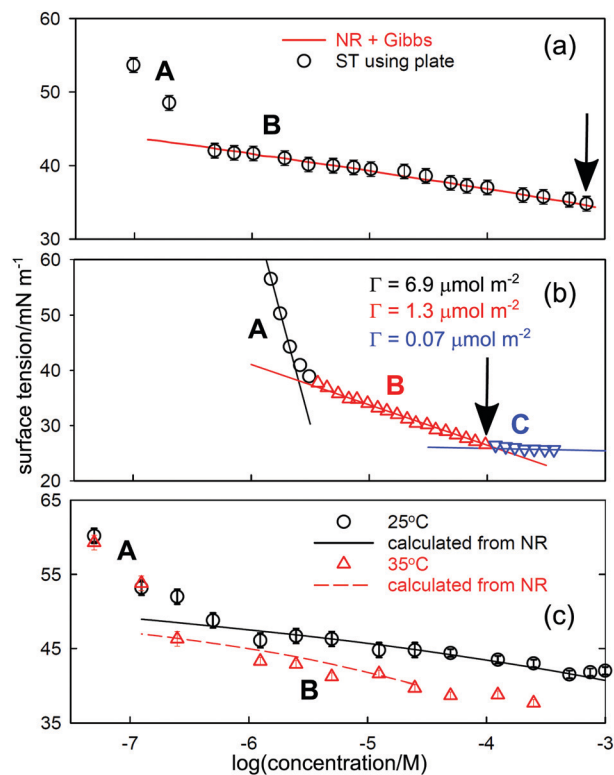 60
50
40
30
(a)
NR + Gibbs
ST using plate
A
B
surface tension/mN m⁻¹
60
50
40
30
20
(b)
Γ = 6.9 μmol m⁻²
Γ = 1.3 μmol m⁻²
Γ = 0.07 μmol m⁻²
A
B
C
65
55
45
35
25°C
calculated from NR
35°C
calculated from NR
(c)
A
B
-7 -6 -5 -4 -3
log(concentration/M)